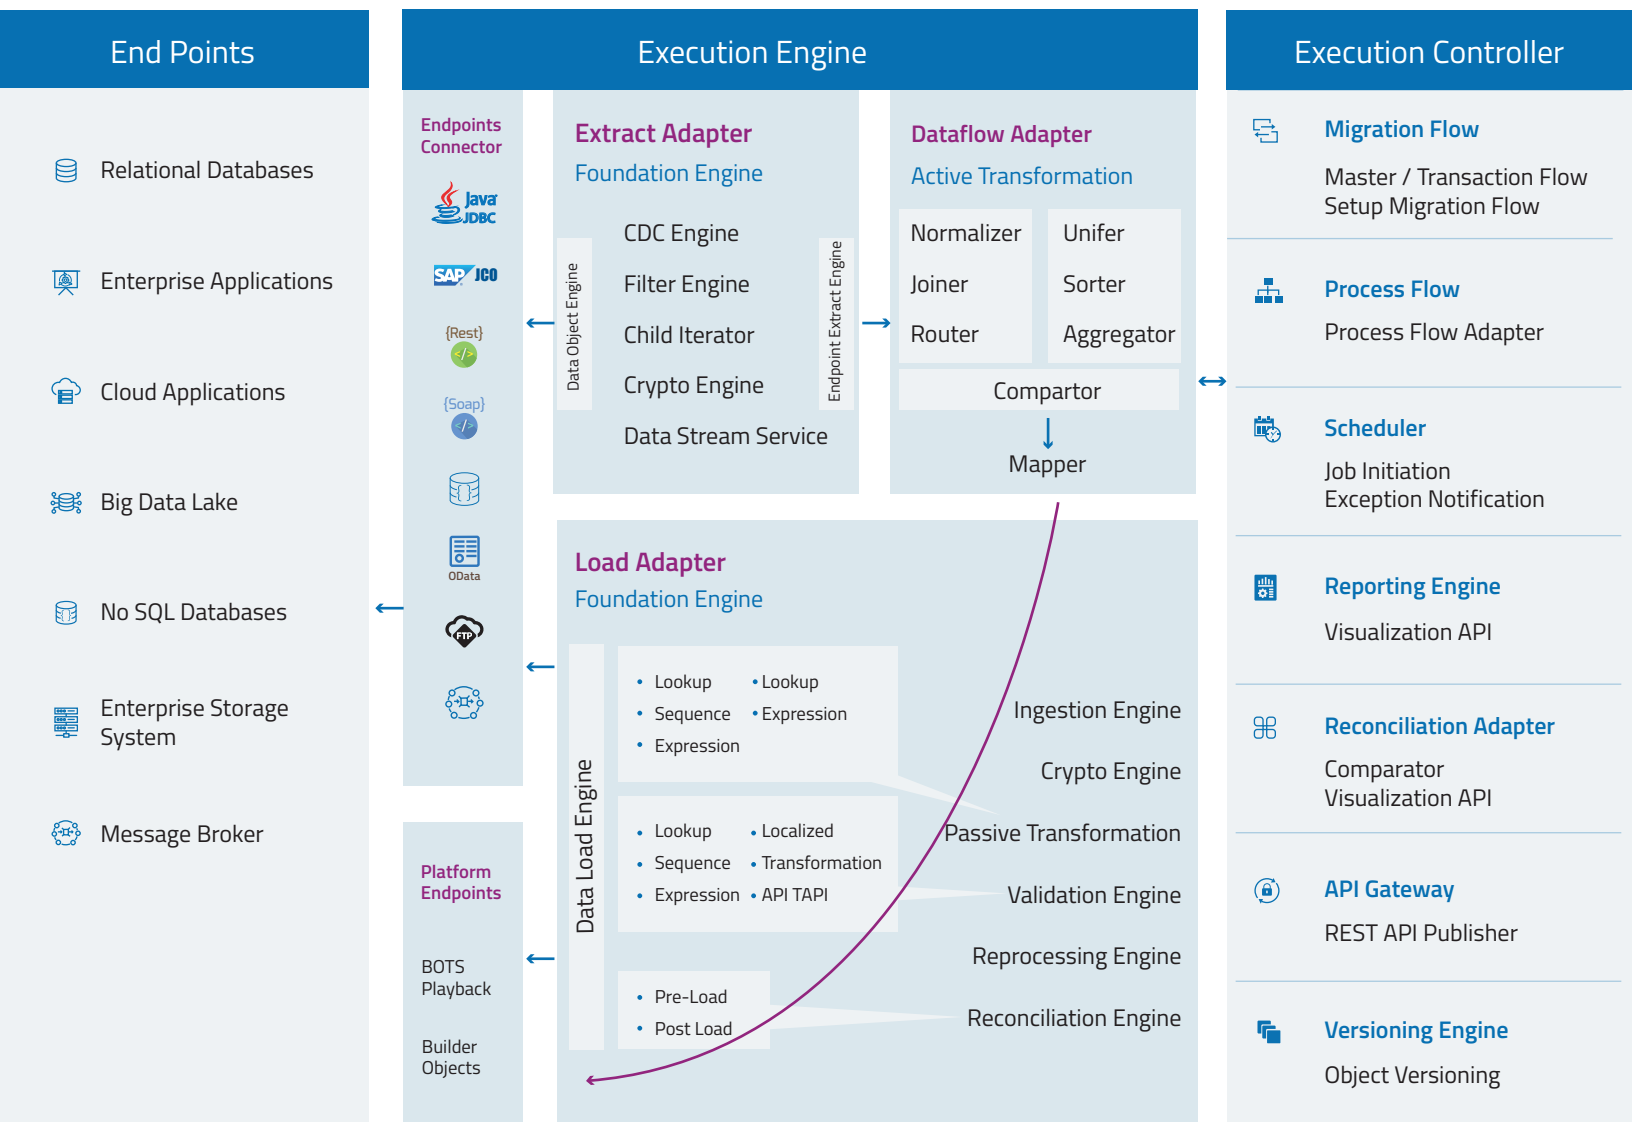 End Points
Relational Databases
Enterprise Applications
Cloud Applications
Big Data Lake
No SQL Databases
Enterprise Storage
System
Message Broker
Execution Engine
Endpoints
Connector
Java
JDBC
SAP JCO
{Rest}
</>
{Soap}
</>
{ }
OData
FTP
Platform
Endpoints
BOTS
Playback
Builder
Objects
Extract Adapter
Foundation Engine
Data Object Engine
CDC Engine
Filter Engine
Child Iterator
Crypto Engine
Data Stream Service
Endpoint Extract Engine
Dataflow Adapter
Active Transformation
Normalizer
Joiner
Router
Unifer
Sorter
Aggregator
Compartor
Mapper
Load Adapter
Foundation Engine
Data Load Engine
• Lookup
• Sequence
• Expression
• Lookup
• Expression
• Lookup
• Sequence
• Expression
• Localized
• Transformation
• API TAPI
• Pre-Load
• Post Load
Ingestion Engine
Crypto Engine
Passive Transformation
Validation Engine
Reprocessing Engine
Reconciliation Engine
Execution Controller
Migration Flow
Master / Transaction Flow
Setup Migration Flow
Process Flow
Process Flow Adapter
Scheduler
Job Initiation
Exception Notification
Reporting Engine
Visualization API
Reconciliation Adapter
Comparator
Visualization API
API Gateway
REST API Publisher
Versioning Engine
Object Versioning